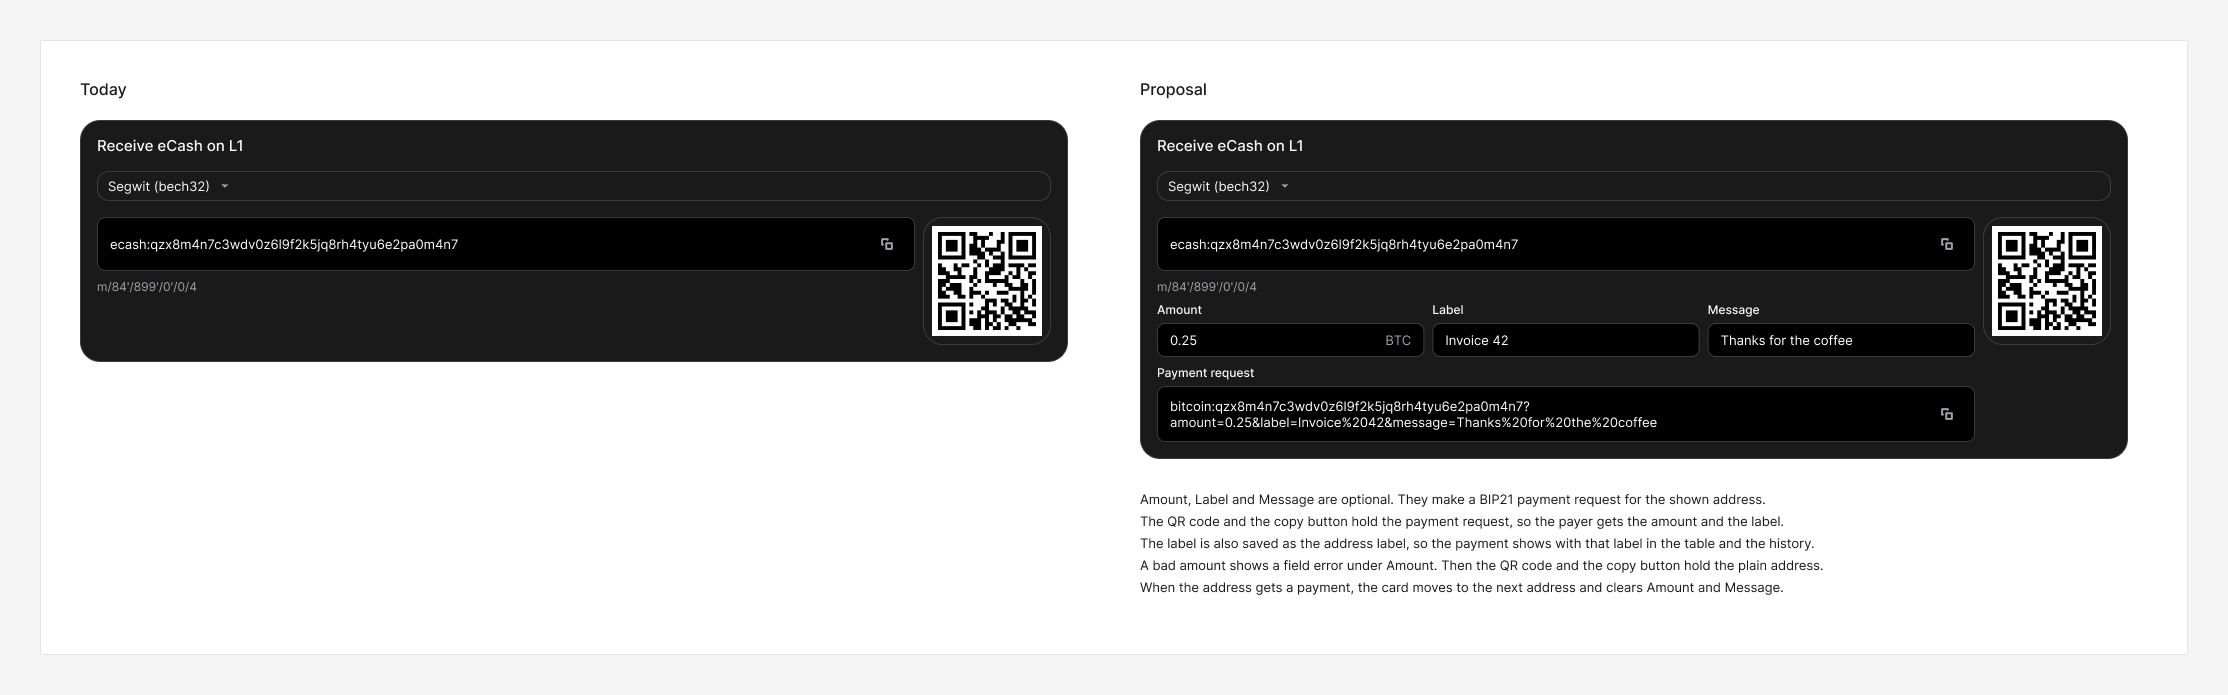 Today
Receive eCash on L1
Segwit (bech32)
ecash:qzx8m4n7c3wdv0z6l9f2k5jq8rh4tyu6e2pa0m4n7
m/84'/899'/0'/0/4
Proposal
Receive eCash on L1
Segwit (bech32)
ecash:qzx8m4n7c3wdv0z6l9f2k5jq8rh4tyu6e2pa0m4n7
m/84'/899'/0'/0/4
Amount Label Message
0.25 BTC Invoice 42 Thanks for the coffee
Payment request
bitcoin:qzx8m4n7c3wdv0z6l9f2k5jq8rh4tyu6e2pa0m4n7?
amount=0.25&label=Invoice%2042&message=Thanks%20for%20the%20coffee
Amount, Label and Message are optional. They make a BIP21 payment request for the shown address.
The QR code and the copy button hold the payment request, so the payer gets the amount and the label.
The label is also saved as the address label, so the payment shows with that label in the table and the history.
A bad amount shows a field error under Amount. Then the QR code and the copy button hold the plain address.
When the address gets a payment, the card moves to the next address and clears Amount and Message.